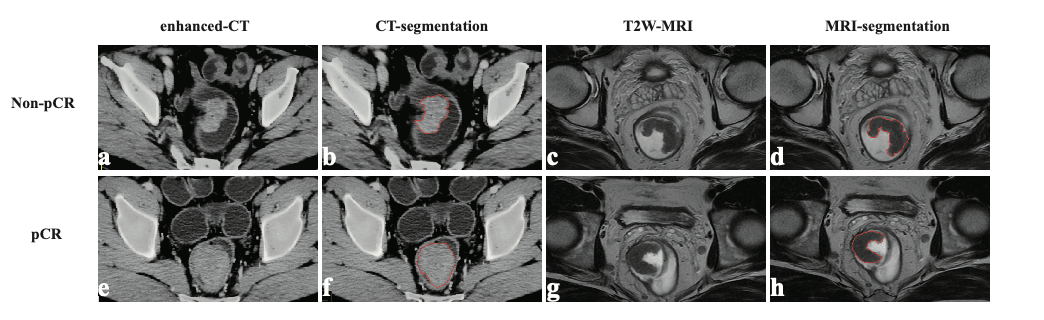 enhanced-CT CT-segmentation T2W-MRI MRI-segmentation
Non-pCR
a b c d
pCR
e f g h